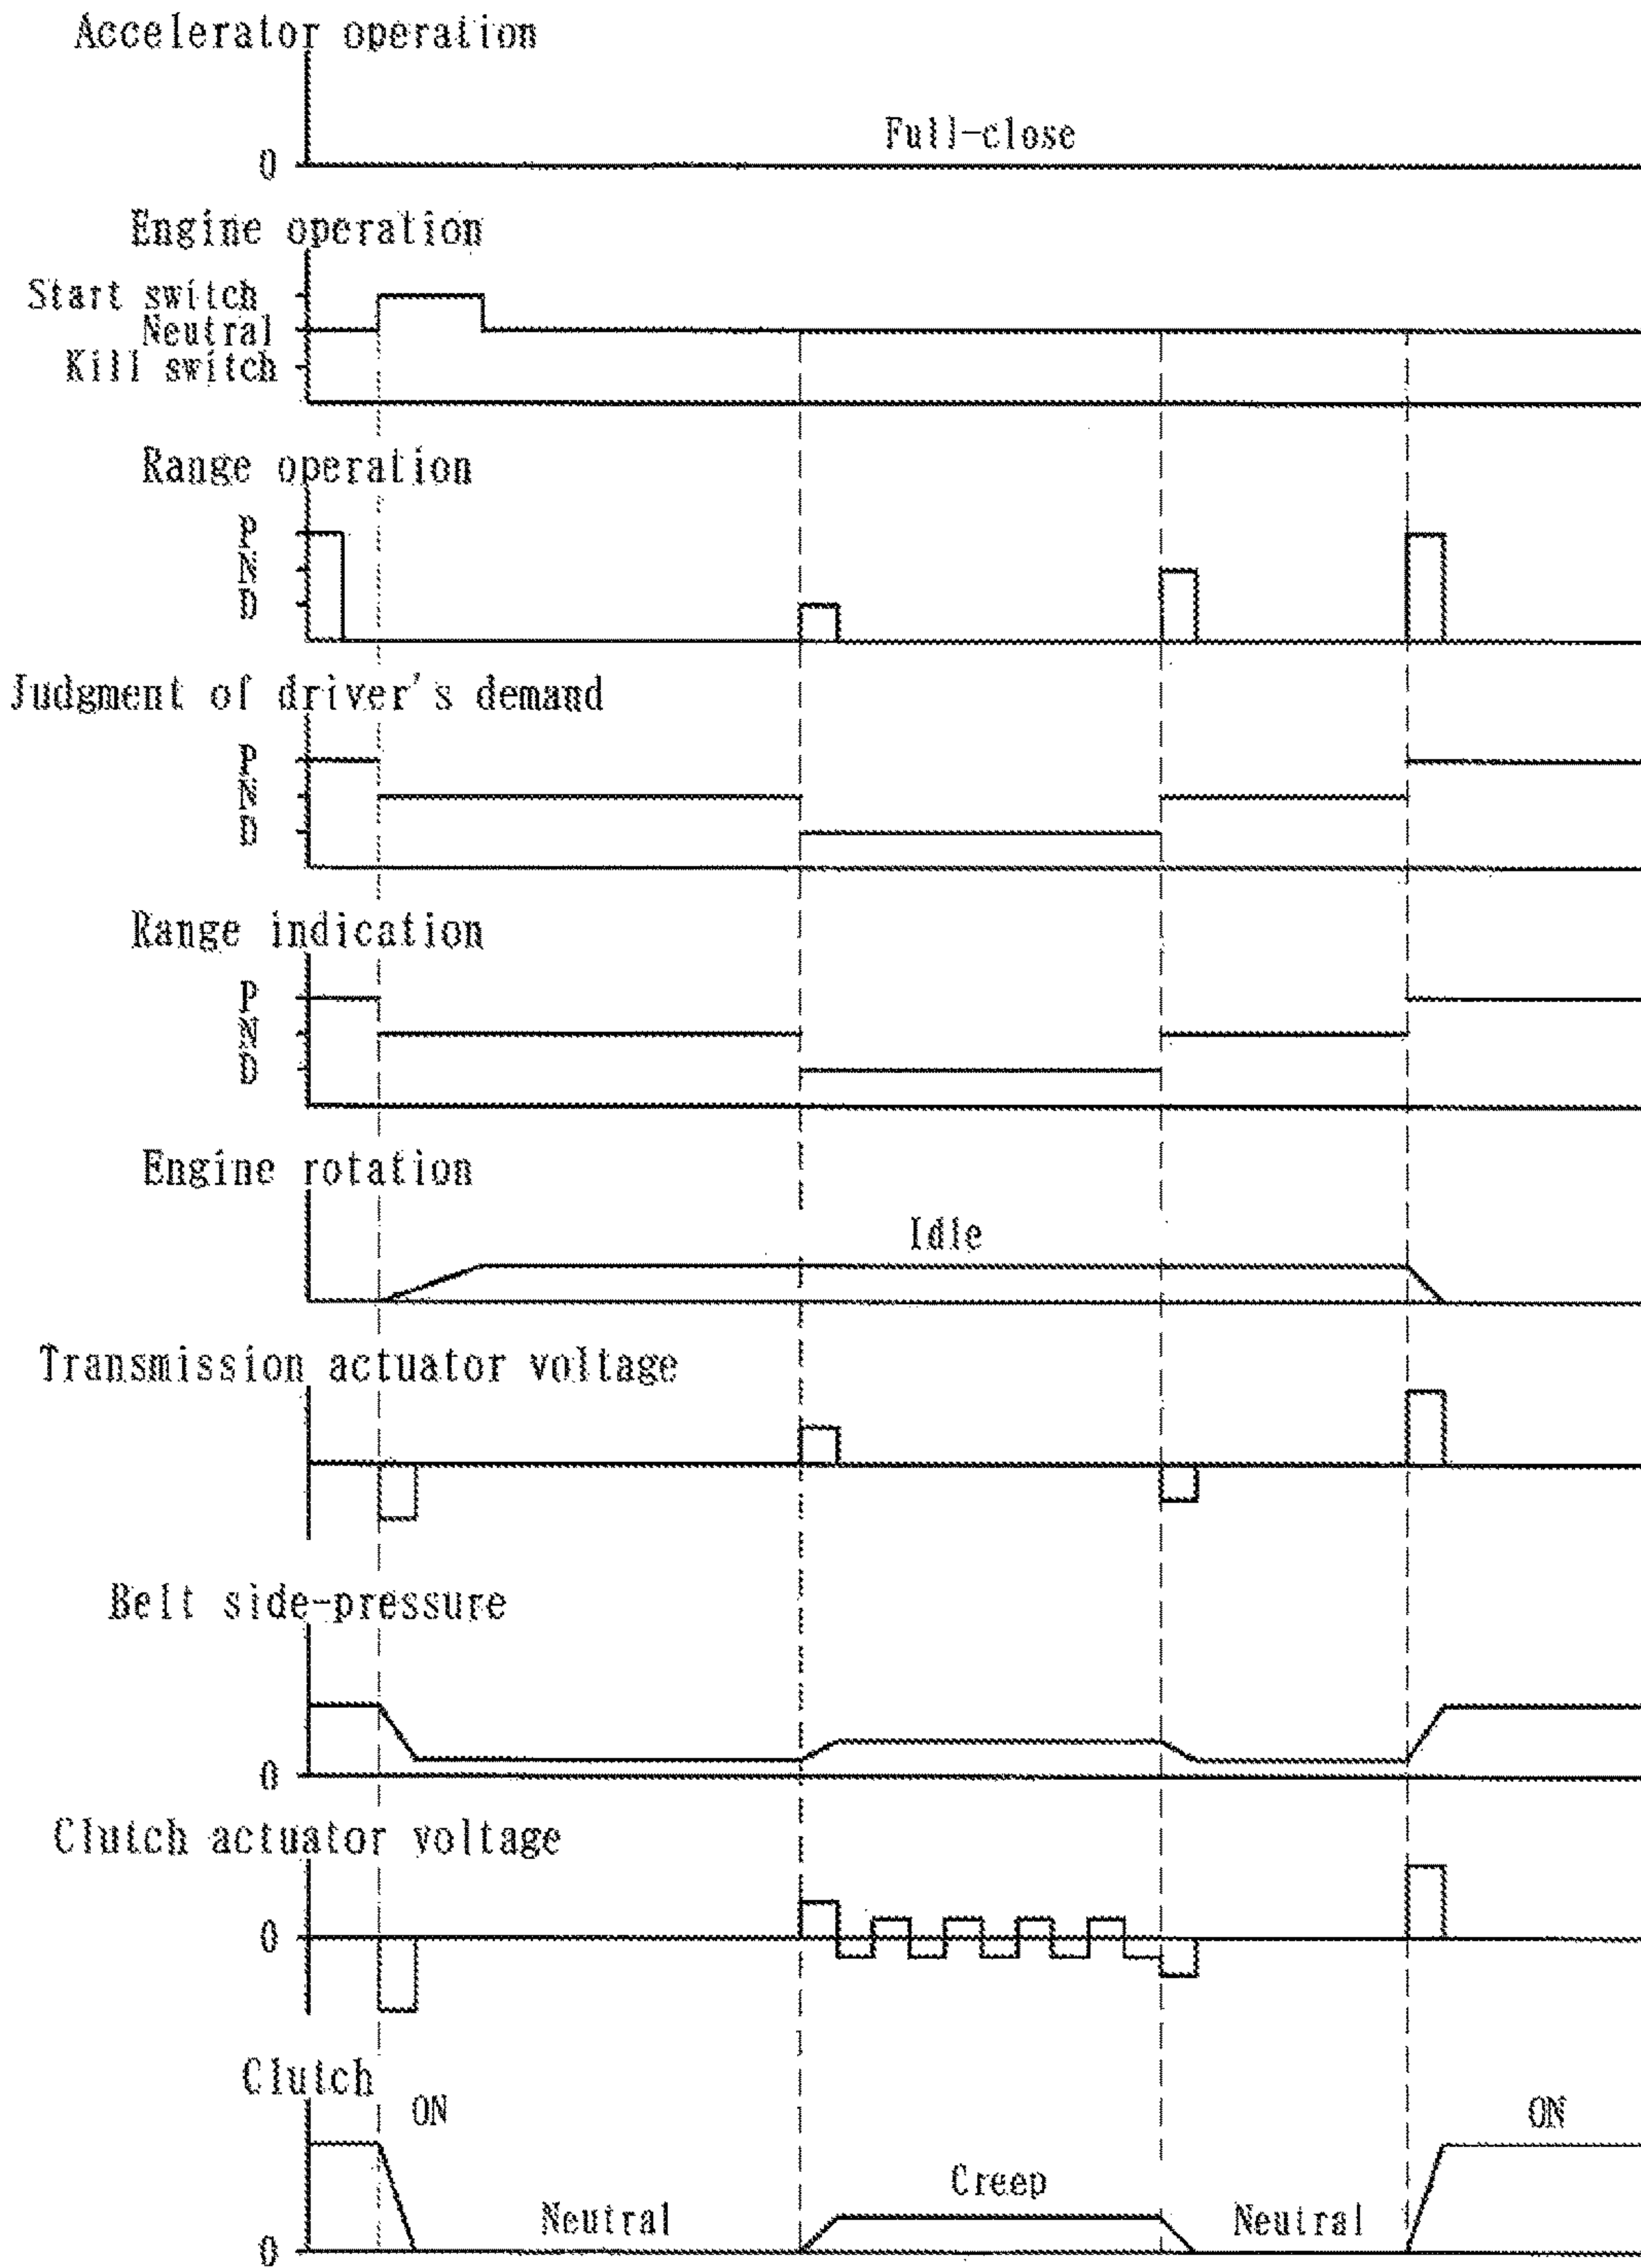 Accelerator operation
Full-close
0
Engine operation
Start switch
Neutral
Kill switch
Range operation
P
N
D
Judgment of driver's demand
P
N
D
Range indication
P
N
D
Engine rotation
Idle
Transmission actuator voltage
Belt side-pressure
0
Clutch actuator voltage
0
Clutch
ON
ON
Creep
Neutral
Neutral
0